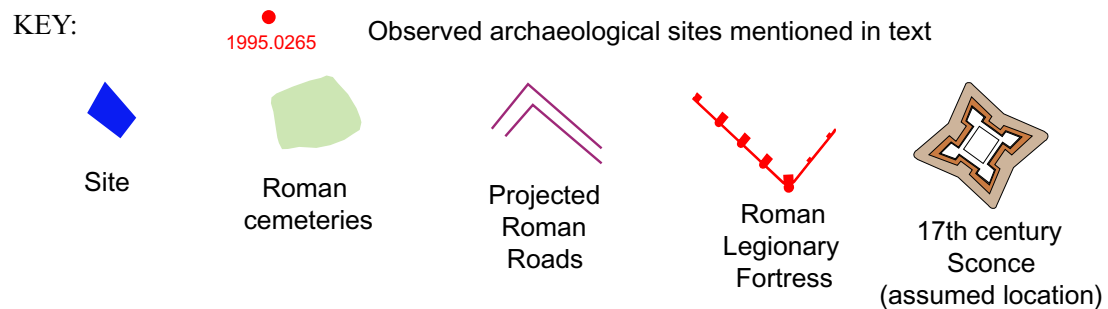 KEY:
1995.0265
Observed archaeological sites mentioned in text
Site
Roman
cemeteries
Projected
Roman
Roads
Roman
Legionary
Fortress
17th century
Sconce
(assumed location)